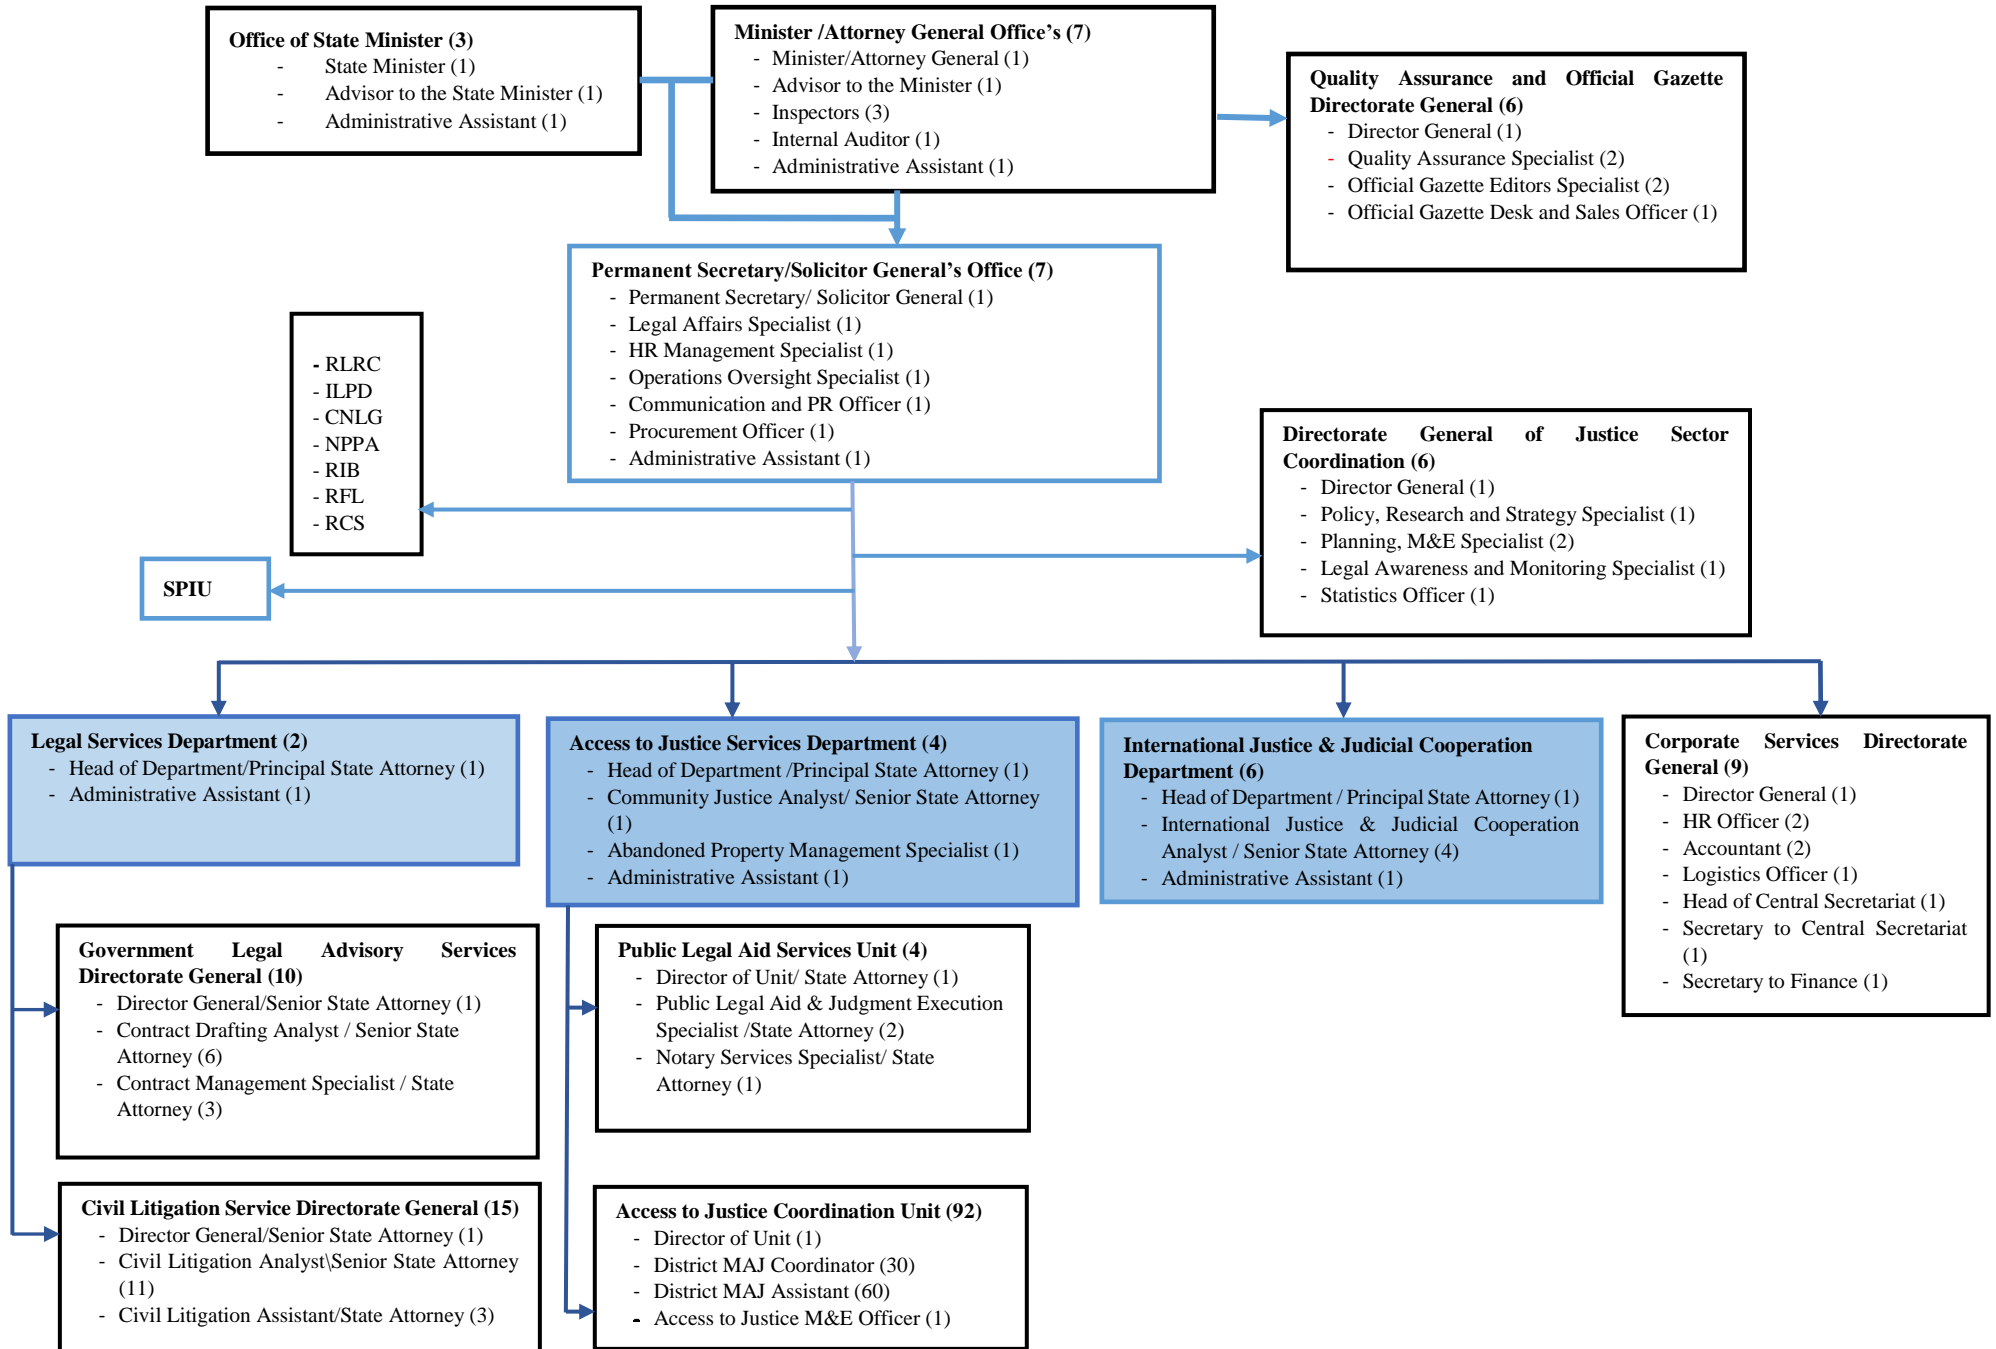 Office of State Minister (3)
- State Minister (1)
- Advisor to the State Minister (1)
- Administrative Assistant (1)
Minister /Attorney General Office’s (7)
- Minister/Attorney General (1)
- Advisor to the Minister (1)
- Inspectors (3)
- Internal Auditor (1)
- Administrative Assistant (1)
Quality Assurance and Official Gazette
Directorate General (6)
- Director General (1)
- Quality Assurance Specialist (2)
- Official Gazette Editors Specialist (2)
- Official Gazette Desk and Sales Officer (1)
Permanent Secretary/Solicitor General’s Office (7)
- Permanent Secretary/ Solicitor General (1)
- Legal Affairs Specialist (1)
- HR Management Specialist (1)
- Operations Oversight Specialist (1)
- Communication and PR Officer (1)
- Procurement Officer (1)
- Administrative Assistant (1)
- RLRC
- ILPD
- CNLG
- NPPA
- RIB
- RFL
- RCS
Directorate General of Justice Sector
Coordination (6)
- Director General (1)
- Policy, Research and Strategy Specialist (1)
- Planning, M&E Specialist (2)
- Legal Awareness and Monitoring Specialist (1)
- Statistics Officer (1)
SPIU
Legal Services Department (2)
- Head of Department/Principal State Attorney (1)
- Administrative Assistant (1)
Access to Justice Services Department (4)
- Head of Department /Principal State Attorney (1)
- Community Justice Analyst/ Senior State Attorney
(1)
- Abandoned Property Management Specialist (1)
- Administrative Assistant (1)
International Justice & Judicial Cooperation
Department (6)
- Head of Department / Principal State Attorney (1)
- International Justice & Judicial Cooperation
Analyst / Senior State Attorney (4)
- Administrative Assistant (1)
Corporate Services Directorate
General (9)
- Director General (1)
- HR Officer (2)
- Accountant (2)
- Logistics Officer (1)
- Head of Central Secretariat (1)
- Secretary to Central Secretariat
(1)
- Secretary to Finance (1)
Government Legal Advisory Services
Directorate General (10)
- Director General/Senior State Attorney (1)
- Contract Drafting Analyst / Senior State
Attorney (6)
- Contract Management Specialist / State
Attorney (3)
Public Legal Aid Services Unit (4)
- Director of Unit/ State Attorney (1)
- Public Legal Aid & Judgment Execution
Specialist /State Attorney (2)
- Notary Services Specialist/ State
Attorney (1)
Civil Litigation Service Directorate General (15)
- Director General/Senior State Attorney (1)
- Civil Litigation Analyst\Senior State Attorney
(11)
- Civil Litigation Assistant/State Attorney (3)
Access to Justice Coordination Unit (92)
- Director of Unit (1)
- District MAJ Coordinator (30)
- District MAJ Assistant (60)
- Access to Justice M&E Officer (1)